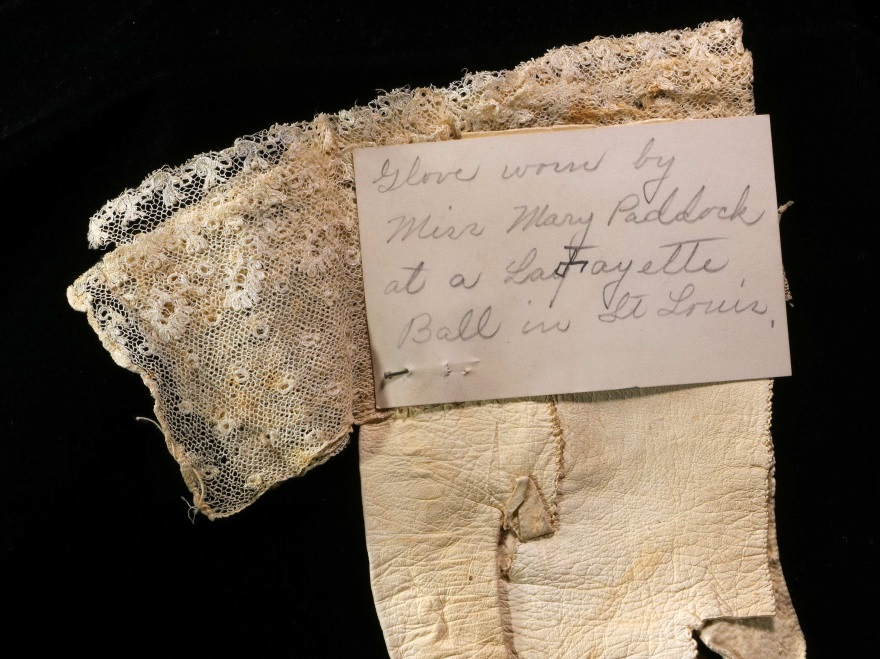 Glove worn by
Miss Mary Paddock
at a LaFayette
Ball in St Louis.